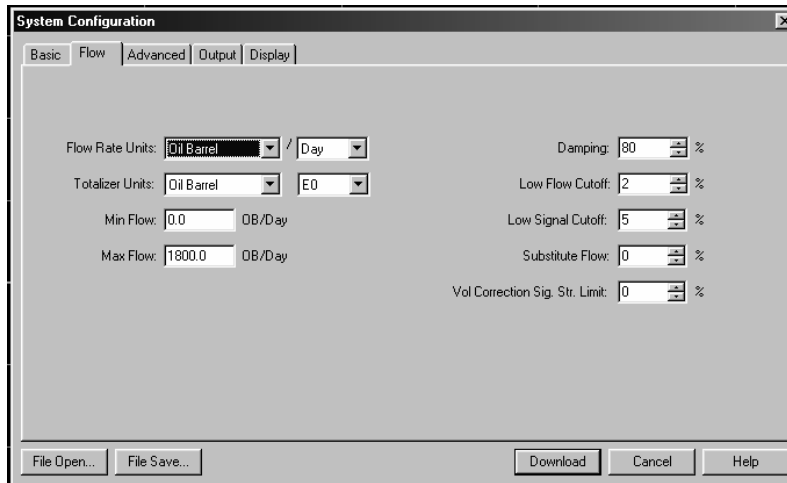 System Configuration
Basic Flow Advanced Output Display
Flow Rate Units: Oil Barrel / Day
Totalizer Units: Oil Barrel E0
Min Flow: 0.0 OB/Day
Max Flow: 1800.0 OB/Day
Damping: 80 %
Low Flow Cutoff: 2 %
Low Signal Cutoff: 5 %
Substitute Flow: 0 %
Vol Correction Sig. Str. Limit: 0 %
File Open... File Save... Download Cancel Help